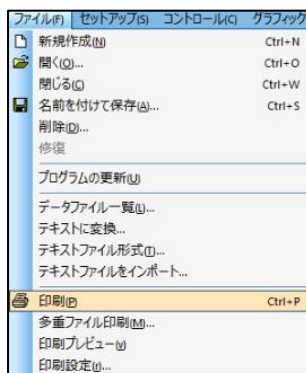 ファイル(F) セットアップ(S) コントロール(C) グラフィック
新規作成(N) Ctrl+N
開く(O)... Ctrl+O
閉じる(C) Ctrl+W
名前を付けて保存(A)... Ctrl+S
削除(D)...
修復
プログラムの更新(U)
データファイル一覧(L)...
テキストに変換...
テキストファイル形式(T)...
テキストファイルをインポート...
印刷(P) Ctrl+P
多重ファイル印刷(M)...
印刷プレビュー(V)
印刷設定(r)...